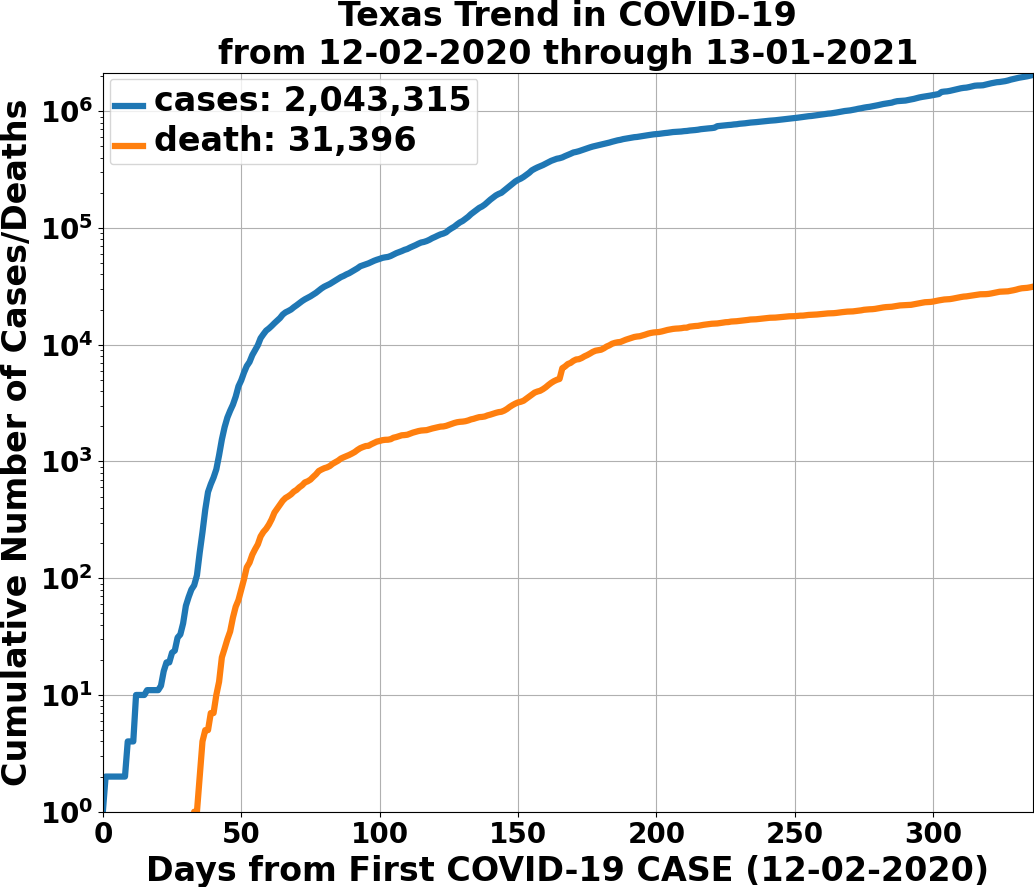 Texas Trend in COVID-19
from 12-02-2020 through 13-01-2021
cases: 2,043,315
death: 31,396
Cumulative Number of Cases/Deaths
10⁶
10⁵
10⁴
10³
10²
10¹
10⁰
0 50 100 150 200 250 300
Days from First COVID-19 CASE (12-02-2020)